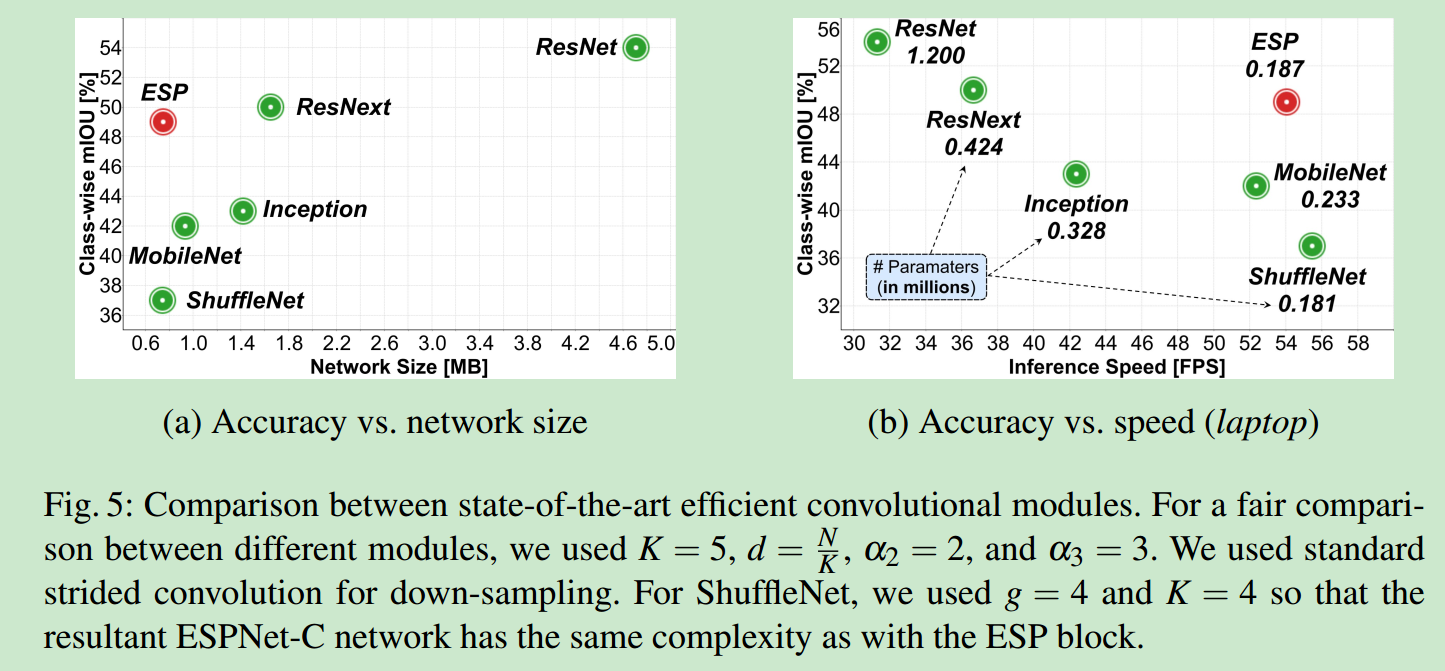 Class-wise mIOU [%]
54
52
50
48
46
44
42
40
38
36
ResNet
ESP
ResNext
Inception
MobileNet
ShuffleNet
0.6 1.0 1.4 1.8 2.2 2.6 3.0 3.4 3.8 4.2 4.6 5.0
Network Size [MB]
(a) Accuracy vs. network size
Class-wise mIOU [%]
56
52
48
44
40
36
32
ResNet
1.200
ESP
0.187
ResNext
0.424
MobileNet
0.233
Inception
0.328
# Paramaters
(in millions)
ShuffleNet
0.181
30 32 34 36 38 40 42 44 46 48 50 52 54 56 58
Inference Speed [FPS]
(b) Accuracy vs. speed (laptop)
Fig. 5: Comparison between state-of-the-art efficient convolutional modules. For a fair compari-
son between different modules, we used K = 5, d = N/K, α₂ = 2, and α₃ = 3. We used standard
strided convolution for down-sampling. For ShuffleNet, we used g = 4 and K = 4 so that the
resultant ESPNet-C network has the same complexity as with the ESP block.